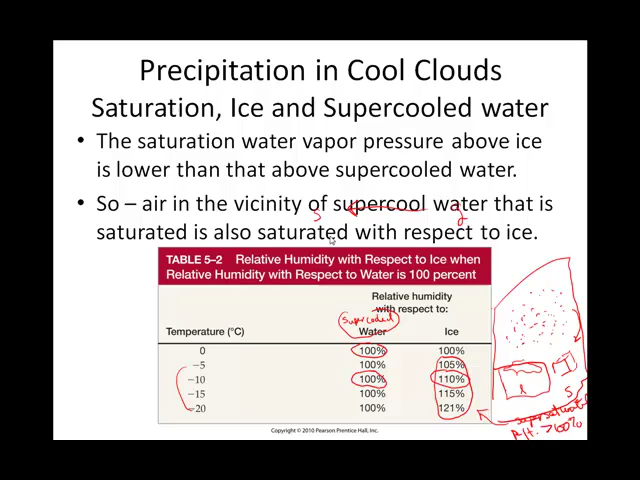 Precipitation in Cool Clouds
Saturation, Ice and Supercooled water
• The saturation water vapor pressure above ice
is lower than that above supercooled water.
• So – air in the vicinity of supercool water that is
saturated is also saturated with respect to ice.
s g
TABLE 5–2 Relative Humidity with Respect to Ice when
Relative Humidity with Respect to Water is 100 percent
Relative humidity
with respect to:
supercooled
Temperature (°C) Water Ice
0 100% 100%
−5 100% 105%
−10 100% 110%
−15 100% 115%
−20 100% 121%
l
S
supersaturated
R.H. >100%
Copyright © 2010 Pearson Prentice Hall, Inc.